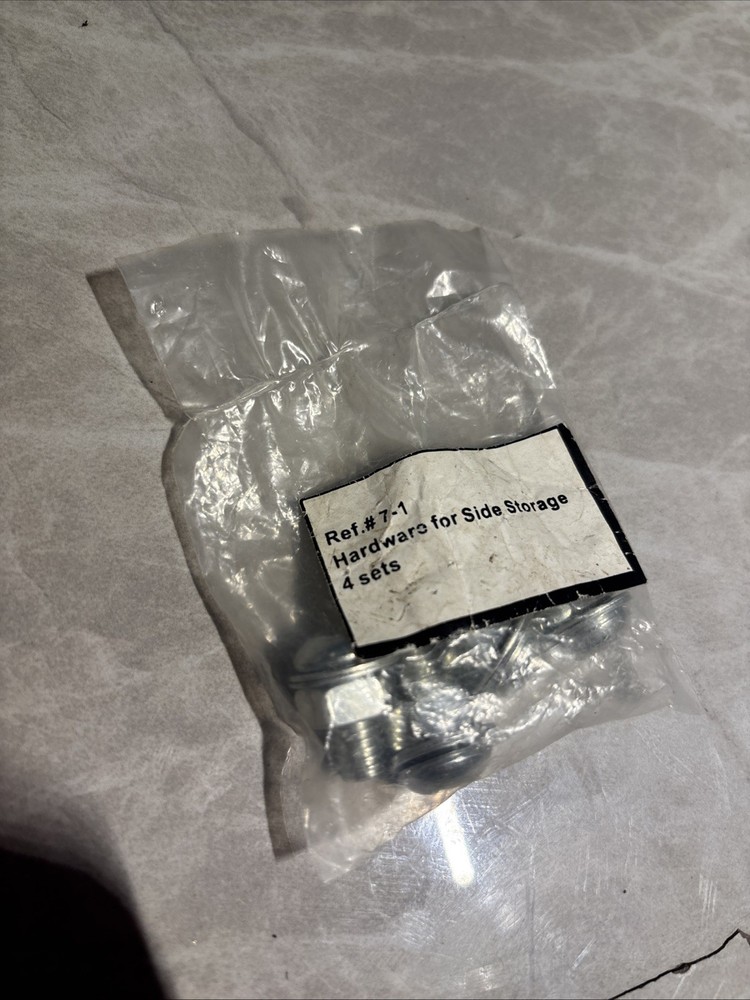 Ref.# 7-1
Hardware for Side Storage
4 sets